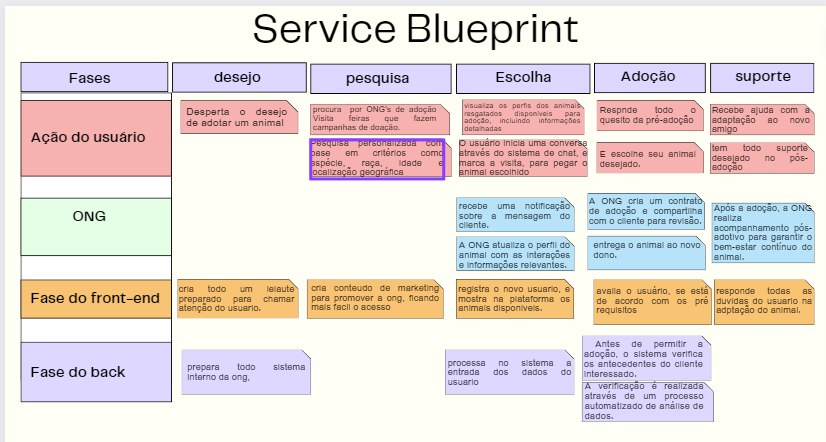 Service Blueprint
Fases
desejo
pesquisa
Escolha
Adoção
suporte
Ação do usuário
Desperta o desejo
de adotar um animal
procura por ONG's de adoção
Visita feiras que fazem
campanhas de doação.
visualiza os perfis dos animais
resgatados disponíveis para
adoção, incluindo informações
detalhadas
Respnde todo o
quesito da pré-adoção
Recebe ajuda com a
adaptação ao novo
amigo
Pesquisa personalizada com
base em critérios como
espécie, raça, idade e
localização geográfica
O usuário inicia uma conversa
através do sistema de chat, e
marca a visita, para pegar o
animal escolhido
E escolhe seu animal
desejado.
tem todo suporte
desejado no pós-
adoção
ONG
recebe uma notificação
sobre a mensagem do
cliente.
A ONG cria um contrato
de adoção e compartilha
com o cliente para revisão.
Após a adoção, a ONG
realiza
acompanhamento pós-
adotivo para garantir o
bem-estar contínuo do
animal.
A ONG atualiza o perfil do
animal com as interações
e informações relevantes.
entrega o animal ao novo
dono.
Fase do front-end
cria todo um leiaute
preparado para chamar
atenção do usuario.
cria conteudo de marketing
para promover a ong, ficando
mais facil o acesso
registra o novo usuario, e
mostra na plataforma os
animais disponiveis.
avalia o usuário, se está
de acordo com os pré
requisitos
responde todas as
duvidas do usuario na
adptação do animal.
Fase do back
prepara todo sistema
interno da ong,
processa no sistema a
entrada dos dados do
usuario
Antes de permitir a
adoção, o sistema verifica
os antecedentes do cliente
interessado.
A verificação é realizada
através de um processo
automatizado de análise de
dados.